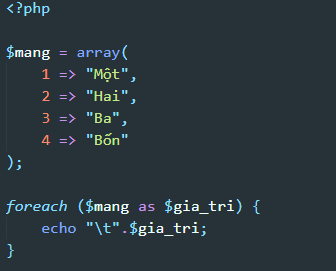 <?php
$mang = array(
1 => "Một",
2 => "Hai",
3 => "Ba",
4 => "Bốn"
);
foreach ($mang as $gia_tri) {
echo "\t".$gia_tri;
}